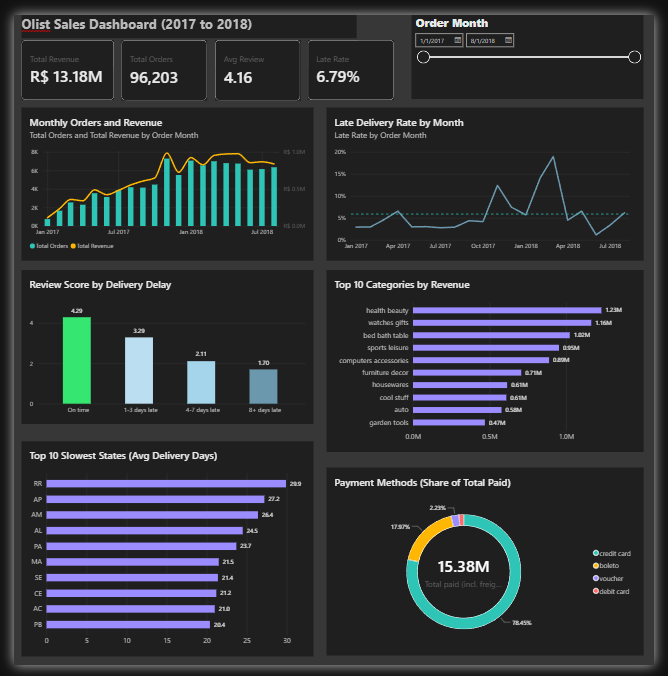 Olist Sales Dashboard (2017 to 2018)
Order Month
1/1/2017
8/1/2018
Total Revenue
R$ 13.18M
Total Orders
96,203
Avg Review
4.16
Late Rate
6.79%
Monthly Orders and Revenue
Total Orders and Total Revenue by Order Month
8K
6K
4K
2K
0K
R$ 1.0M
R$ 0.5M
R$ 0.0M
Jan 2017
Jul 2017
Jan 2018
Jul 2018
Total Orders
Total Revenue
Late Delivery Rate by Month
Late Rate by Order Month
20%
15%
10%
5%
0%
Jan 2017
Apr 2017
Jul 2017
Oct 2017
Jan 2018
Apr 2018
Jul 2018
Review Score by Delivery Delay
4
2
0
4.29
3.29
2.11
1.70
On time
1-3 days late
4-7 days late
8+ days late
Top 10 Categories by Revenue
health beauty 1.23M
watches gifts 1.16M
bed bath table 1.02M
sports leisure 0.95M
computers accessories 0.89M
furniture decor 0.71M
housewares 0.61M
cool stuff 0.61M
auto 0.58M
garden tools 0.47M
0.0M
0.5M
1.0M
Top 10 Slowest States (Avg Delivery Days)
RR 29.9
AP 27.2
AM 26.4
AL 24.5
PA 23.7
MA 21.5
SE 21.4
CE 21.2
AC 21.0
PB 20.4
0
5
10
15
20
25
30
Payment Methods (Share of Total Paid)
2.23%
17.97%
15.38M
Total paid (incl. freig...
78.45%
credit card
boleto
voucher
debit card